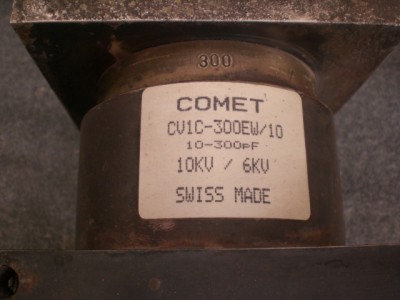 300
COMET
CV1C-300EW/10
10-300pF
10KV / 6KV
SWISS MADE